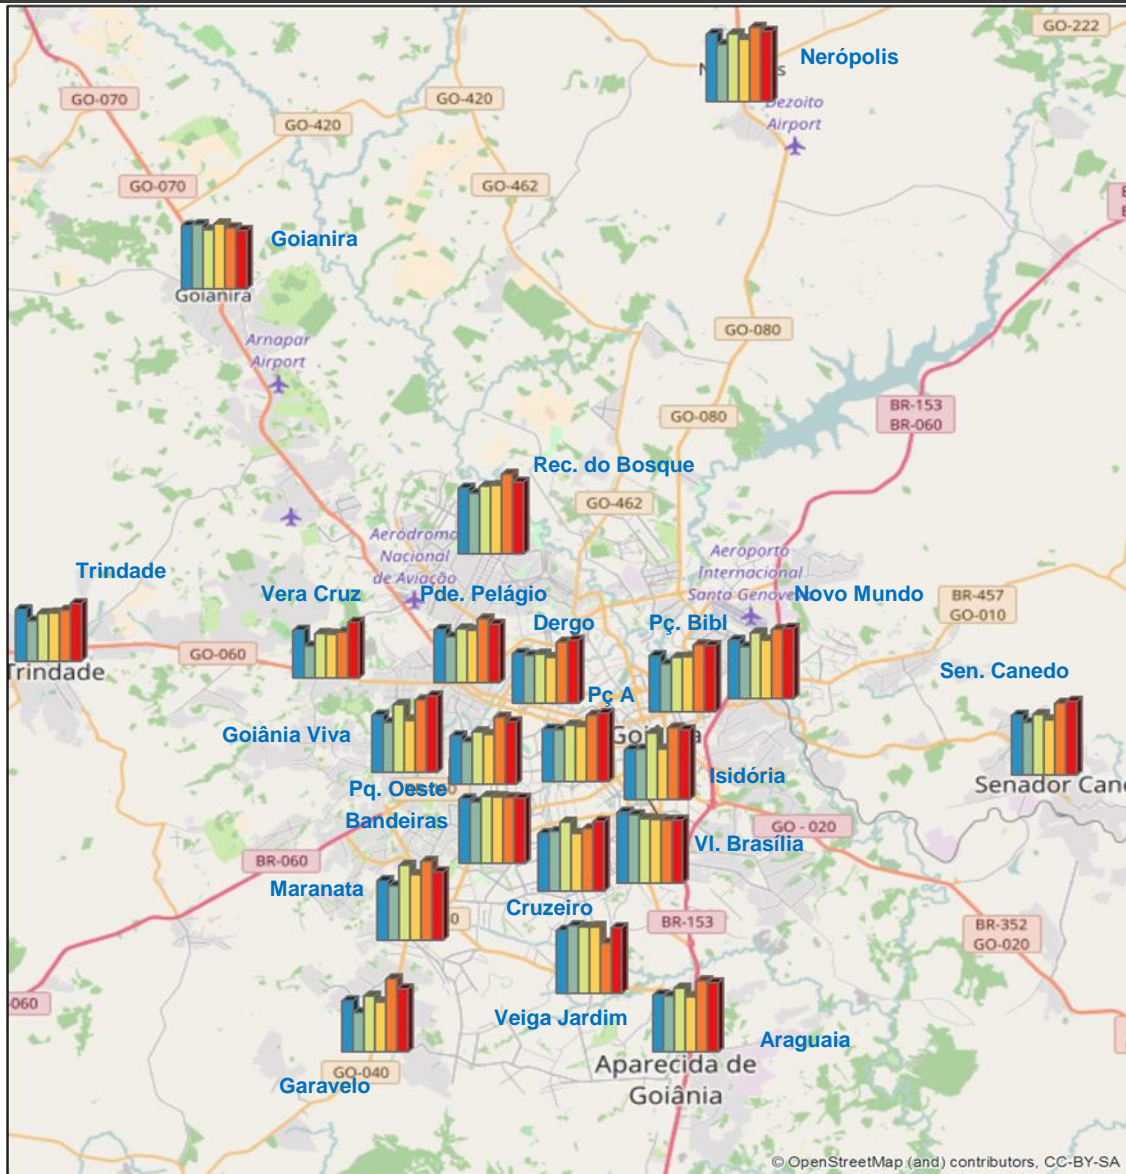 GO-222
Nerópolis
GO-070
GO-420
Dezoito
Airport
GO-420
GO-070
GO-462
Goianira
Goianira
GO-080
Arnapar
Airport
BR-153
BR-060
GO-080
Rec. do Bosque
GO-462
Aeródromo
Nacional
de Aviação
Aeroporto
Internacional
Santa Genove
Trindade
Vera Cruz
Pde. Pelágio
Novo Mundo
BR-457
GO-010
Dergo
Pç. Bibl
GO-060
Trindade
Sen. Canedo
Pç A
Goiânia Viva
Isidória
Senador Cane
Pq. Oeste
Bandeiras
GO - 020
Vl. Brasília
BR-060
Maranata
Cruzeiro
BR-153
BR-352
GO-020
-060
Veiga Jardim
Araguaia
Aparecida de
Goiânia
GO-040
Garavelo
© OpenStreetMap (and) contributors, CC-BY-SA